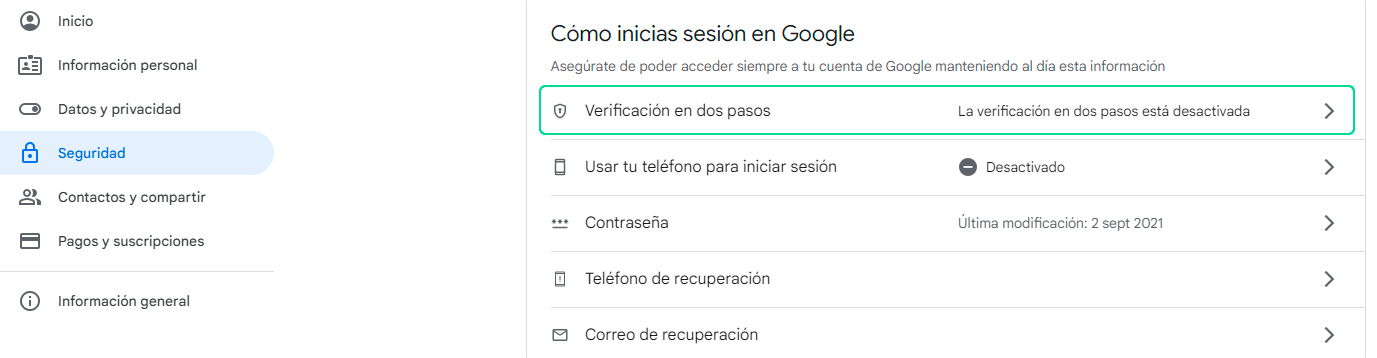 Inicio
Información personal
Datos y privacidad
Seguridad
Contactos y compartir
Pagos y suscripciones
Información general
Cómo inicias sesión en Google
Asegúrate de poder acceder siempre a tu cuenta de Google manteniendo al día esta información
Verificación en dos pasos La verificación en dos pasos está desactivada
Usar tu teléfono para iniciar sesión Desactivado
Contraseña Última modificación: 2 sept 2021
Teléfono de recuperación
Correo de recuperación